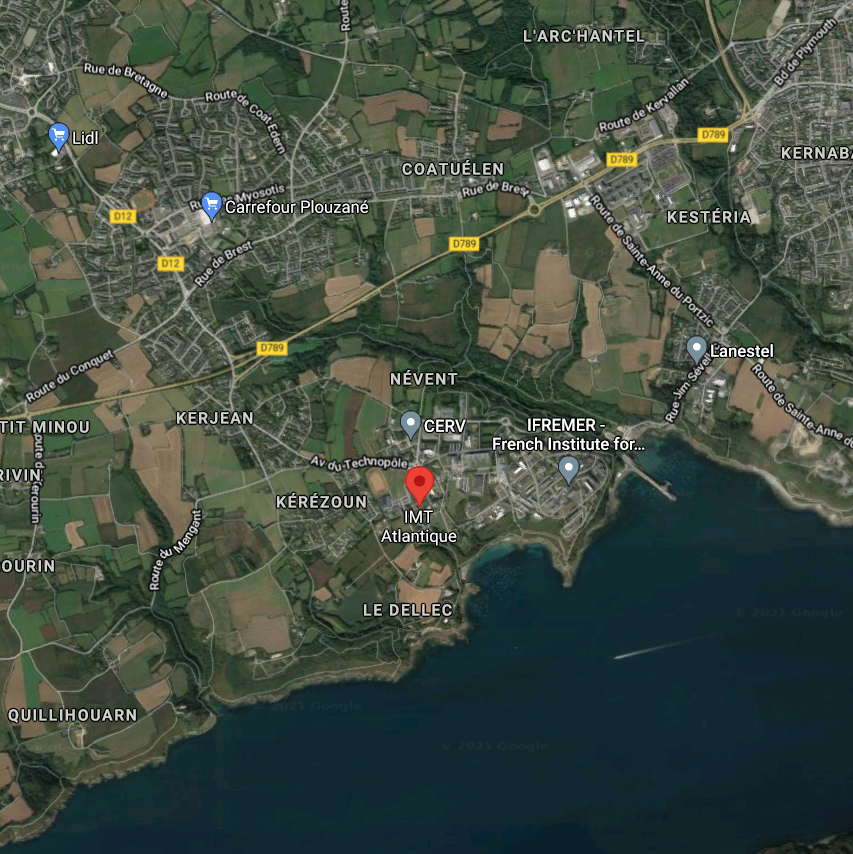 L'ARC'HANTEL
Bd de Plymouth
Rue de Bretagne
Route de Coat Edern
Route
Route de Kervallan
Lidl
D789
D789
KERNABA
COATUÉLEN
Rue de Brest
Myosotis
Carrefour Plouzané
D12
KESTÉRIA
D789
D12
Rue de Brest
Route de Sainte-Anne du Portzic
D789
Lanestel
Route du Conquet
NÉVENT
Rue Jim Sével
Route de Sainte-Anne du
TIT MINOU
KERJEAN
CERV
IFREMER -
French Institute for...
Av du Technopôle
RIVIN
KÉRÉZOUN
IMT
Atlantique
Route du Mengant
OURIN
LE DELLEC
© 2021 Google
© 2021 Google
QUILLIHOUARN
© 2021 Google